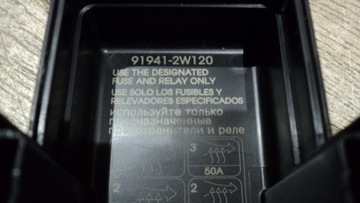 91941-2W120
USE THE DESIGNATED
FUSE AND RELAY ONLY
USE SOLO LOS FUSIBLES Y
RELEVADORES ESPECIFICADOS
используйте только
предназначенные
предохранители и реле
3
50A
2
2